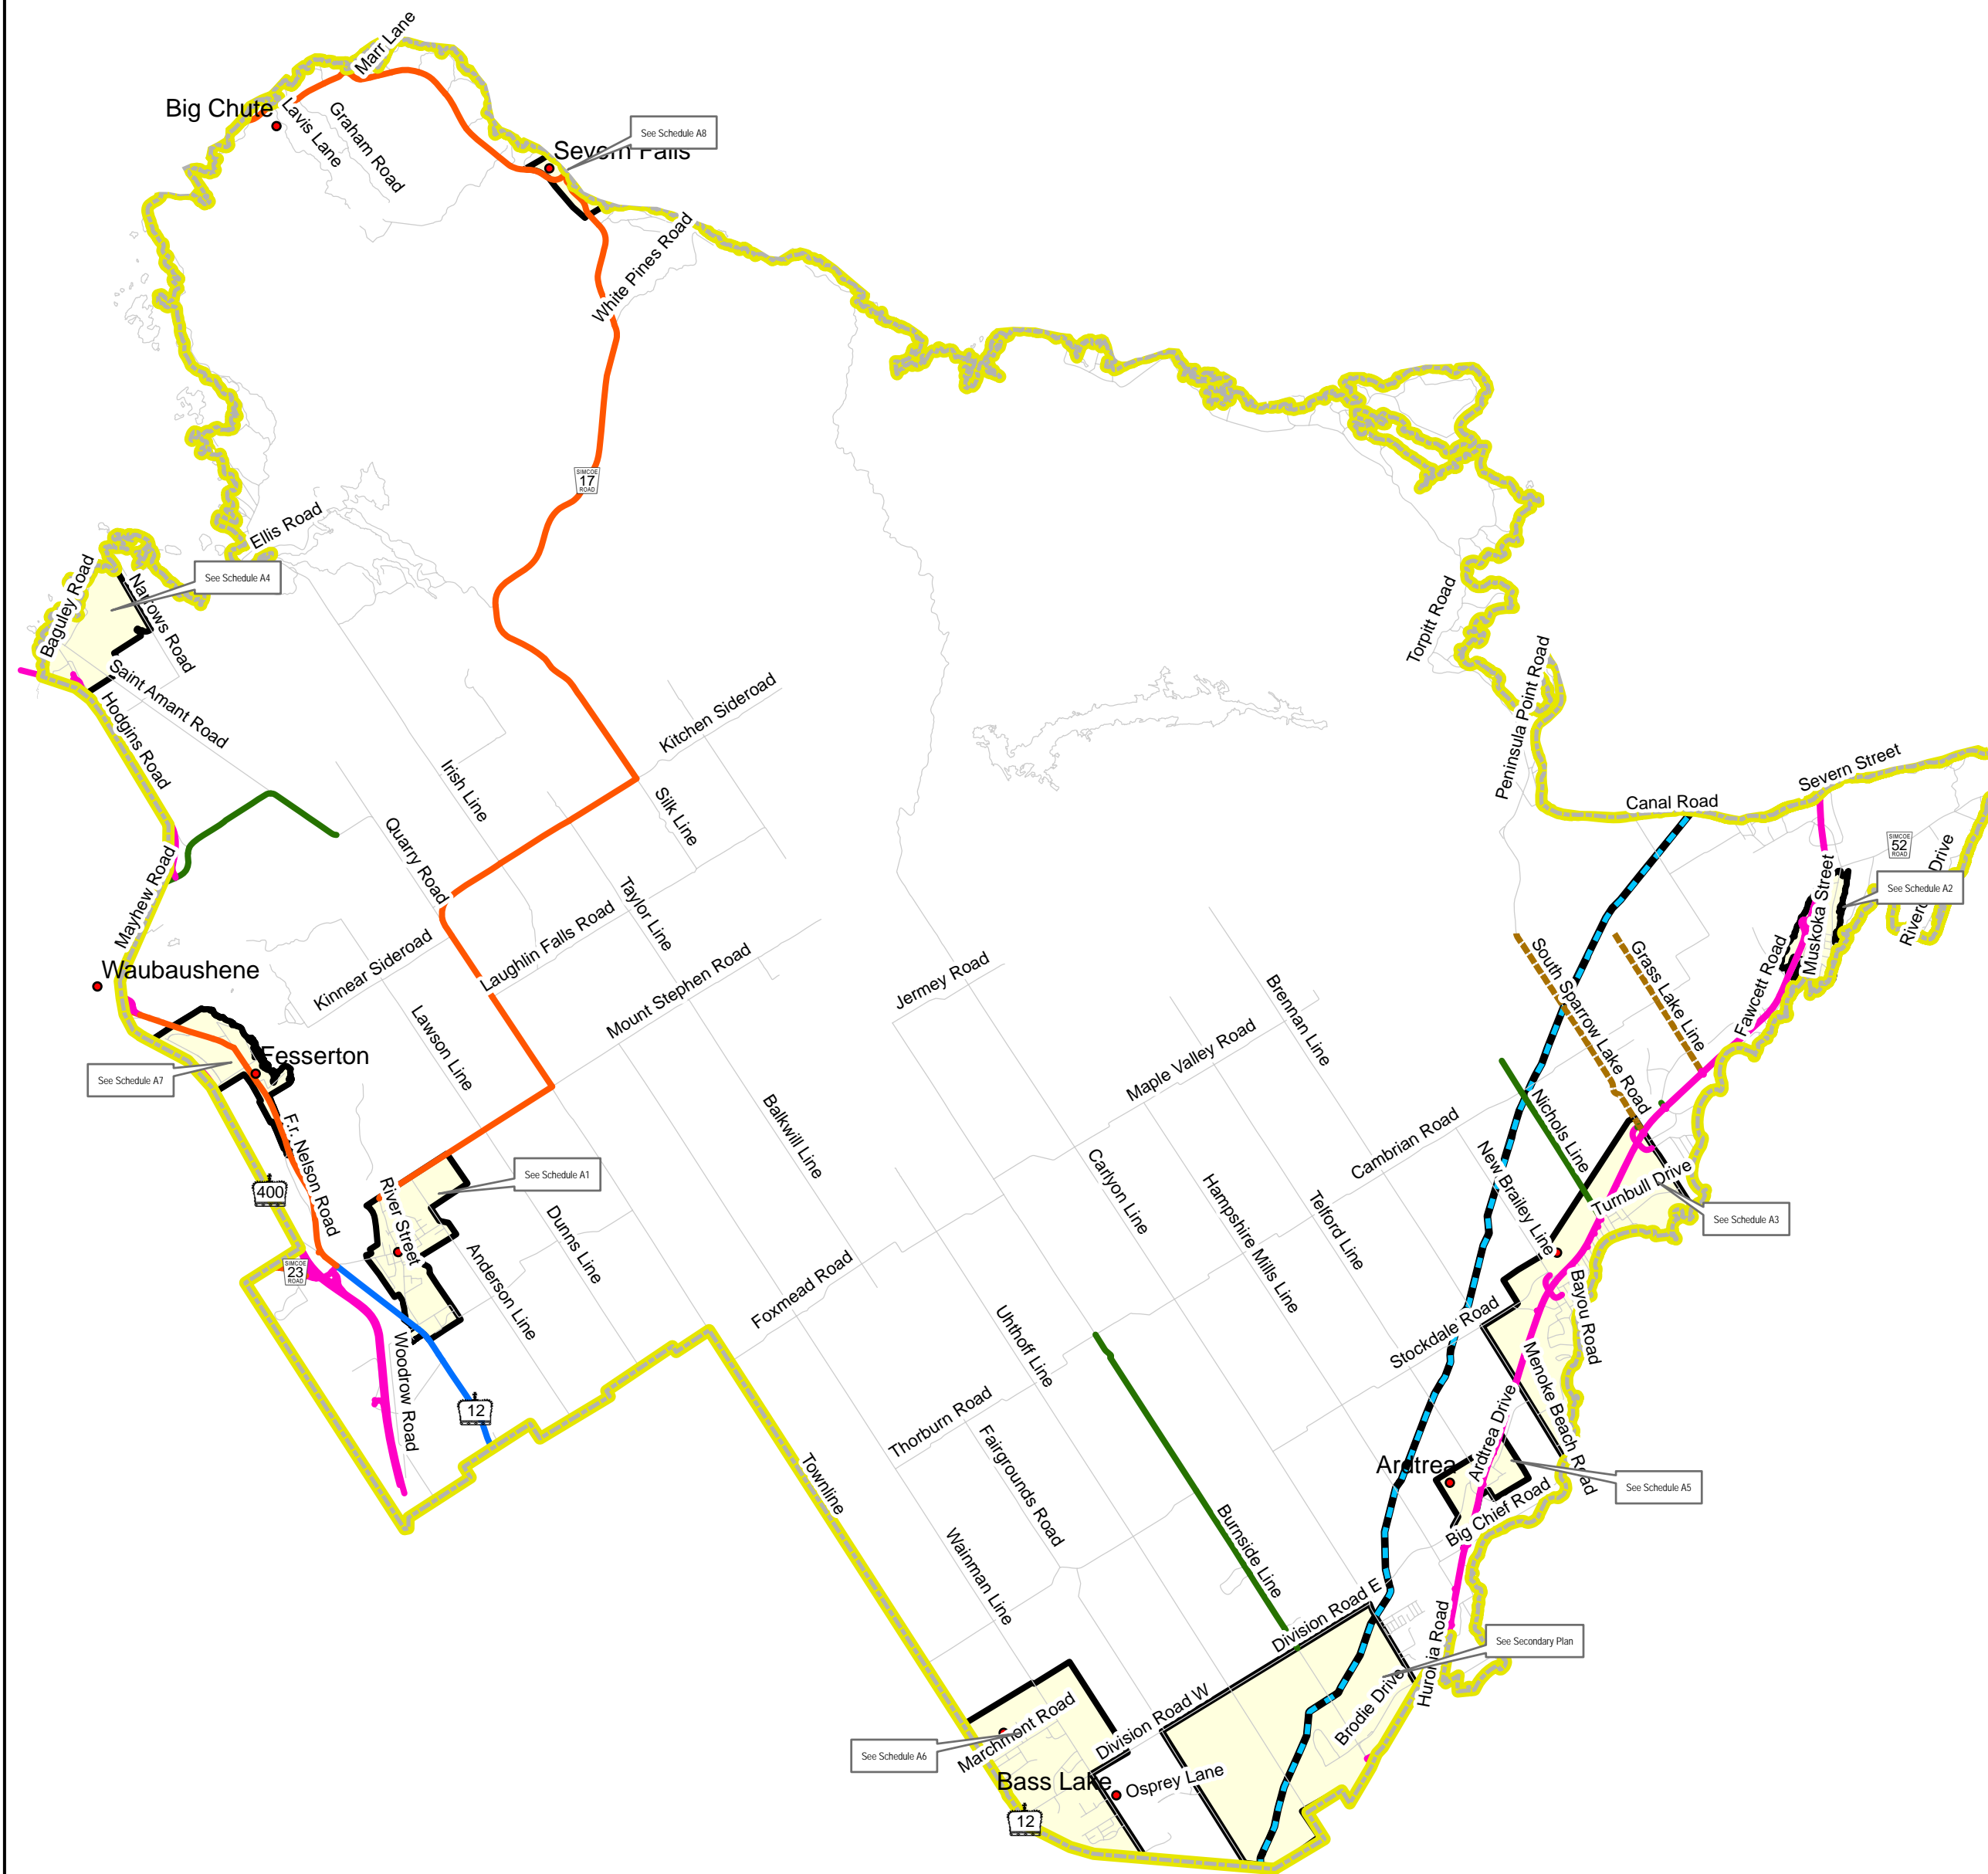 Marr Lane
Big Chute
Lavis Lane
Graham Road
See Schedule A8
Severn Falls
White Pines Road
SIMCOE
17
ROAD
Ellis Road
See Schedule A4
Baguley Road
Narrows Road
Saint Amant Road
Hodgins Road
Torpitt Road
Peninsula Point Road
Kitchen Sideroad
Irish Line
Silk Line
Quarry Road
Severn Street
Canal Road
SIMCOE
52
ROAD
Drive
See Schedule A2
Muskoka Street
Mayhew Road
Taylor Line
Laughlin Falls Road
Kinnear Sideroad
Waubaushene
Mount Stephen Road
Jermey Road
Brennan Line
South Sparrow Lake Road
Grass Lake Line
Fawcett Road
Lawson Line
Fesserton
See Schedule A7
Maple Valley Road
Balkwill Line
Nichols Line
Cambrian Road
New Brailey Line
F.r. Nelson Road
400
See Schedule A1
River Street
Carlyon Line
Hampshire Mills Line
Telford Line
Turnbull Drive
See Schedule A3
Dunns Line
Anderson Line
SIMCOE
23
ROAD
Foxmead Road
Bayou Road
Uhthoff Line
Stockdale Road
Woodrow Road
Menoke Beach Road
12
Thorburn Road
Ardtrea Drive
Fairgrounds Road
Ardtrea
Townline
See Schedule A5
Big Chief Road
Burnside Line
Wainman Line
Division Road E
Huronia Road
See Secondary Plan
Brodie Drive
Marchmont Road
Division Road W
See Schedule A6
Bass Lake
Osprey Lane
12